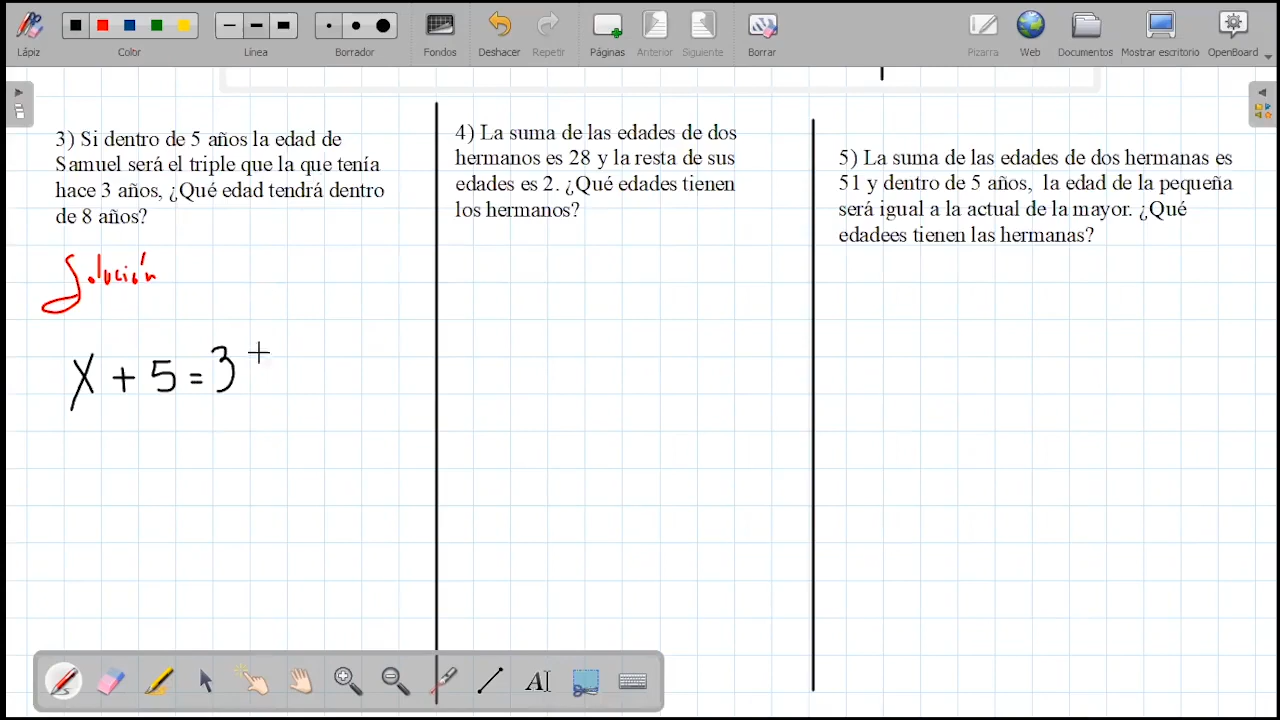 Lápiz
Color
Línea
Borrador
Fondos
Deshacer
Repetir
Páginas
Anterior
Siguiente
Borrar
Pizarra
Web
Documentos
Mostrar escritorio
OpenBoard
3) Si dentro de 5 años la edad de
Samuel será el triple que la que tenía
hace 3 años, ¿Qué edad tendrá dentro
de 8 años?
Solución
X + 5 = 3
4) La suma de las edades de dos
hermanos es 28 y la resta de sus
edades es 2. ¿Qué edades tienen
los hermanos?
5) La suma de las edades de dos hermanas es
51 y dentro de 5 años, la edad de la pequeña
será igual a la actual de la mayor. ¿Qué
edadees tienen las hermanas?